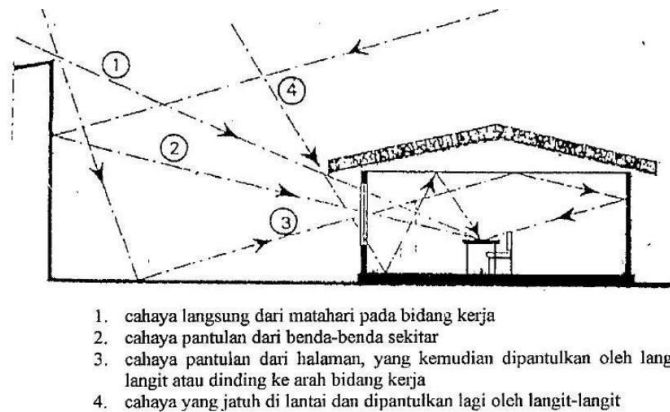 1
4
2
3
1. cahaya langsung dari matahari pada bidang kerja
2. cahaya pantulan dari benda-benda sekitar
3. cahaya pantulan dari halaman, yang kemudian dipantulkan oleh lang
langit atau dinding ke arah bidang kerja
4. cahaya yang jatuh di lantai dan dipantulkan lagi oleh langit-langit